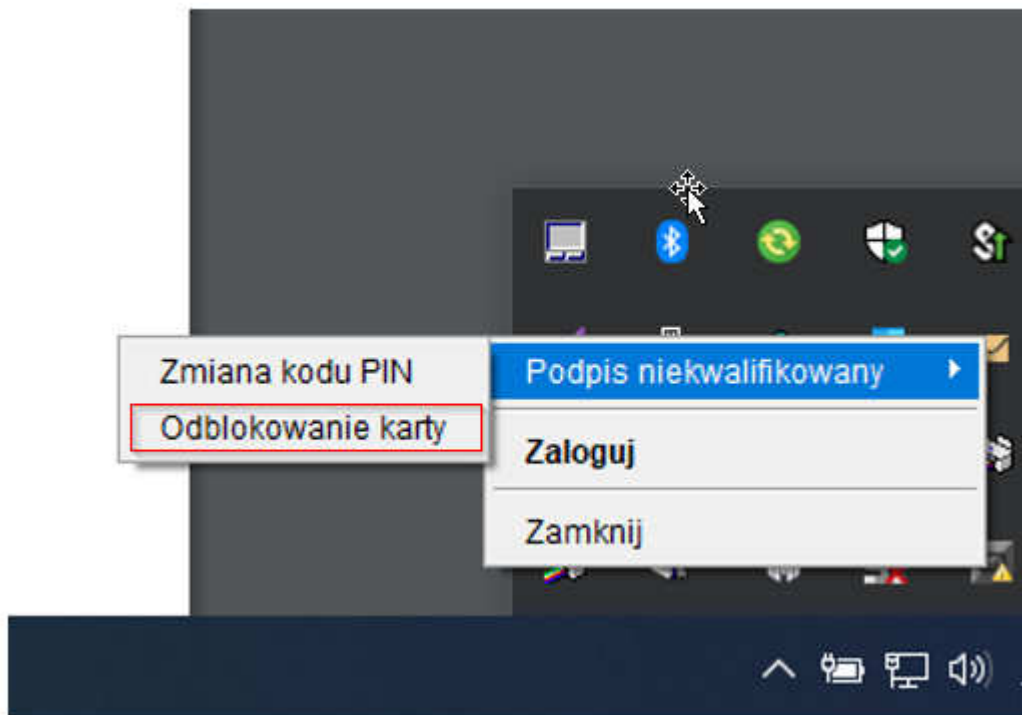 Zmiana kodu PIN
Odblokowanie karty
Podpis niekwalifikowany
Zaloguj
Zamknij